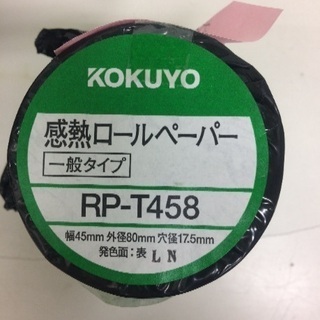 KOKUYO
感熱ロールペーパー
一般タイプ
RP-T458
幅45mm 外径80mm 穴径17.5mm
発色面:表 L N